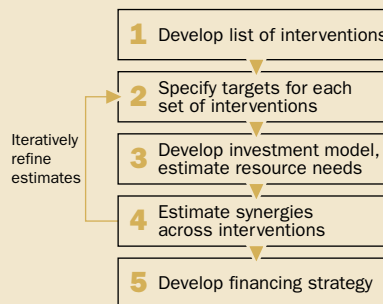 1 Develop list of interventions
2 Specify targets for each
set of interventions
Iteratively
refine
estimates
3 Develop investment model,
estimate resource needs
4 Estimate synergies
across interventions
5 Develop financing strategy